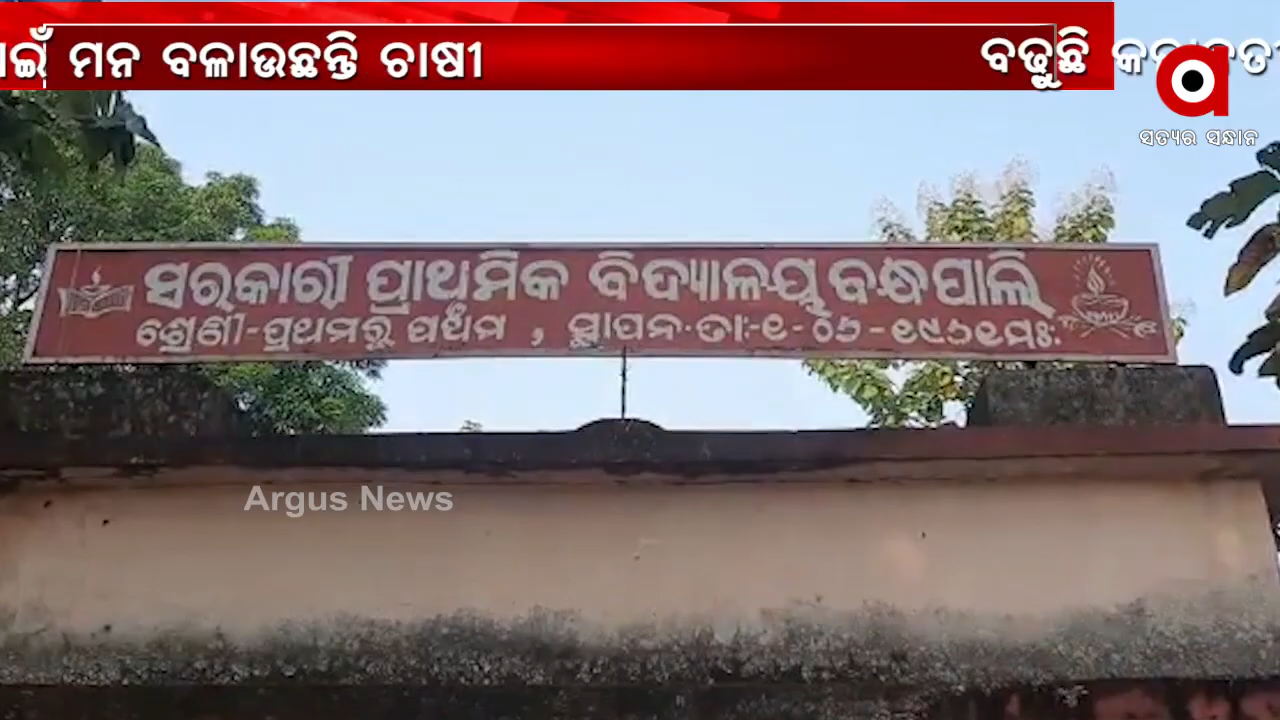 ମନ ବଳାଉଛନ୍ତି ଚାଷୀ
ବଢୁଛି
ସତ୍ୟର ସନ୍ଧାନ
ସରକାରୀ ପ୍ରାଥମିକ ବିଦ୍ୟାଳୟ ବନ୍ଧପାଲି
ଶ୍ରେଣୀ-ପ୍ରଥମରୁ ପଞ୍ଚମ , ସ୍ଥାପନ-ତା:-୧-୦୬-୧୯୬୧ମ:
Argus News